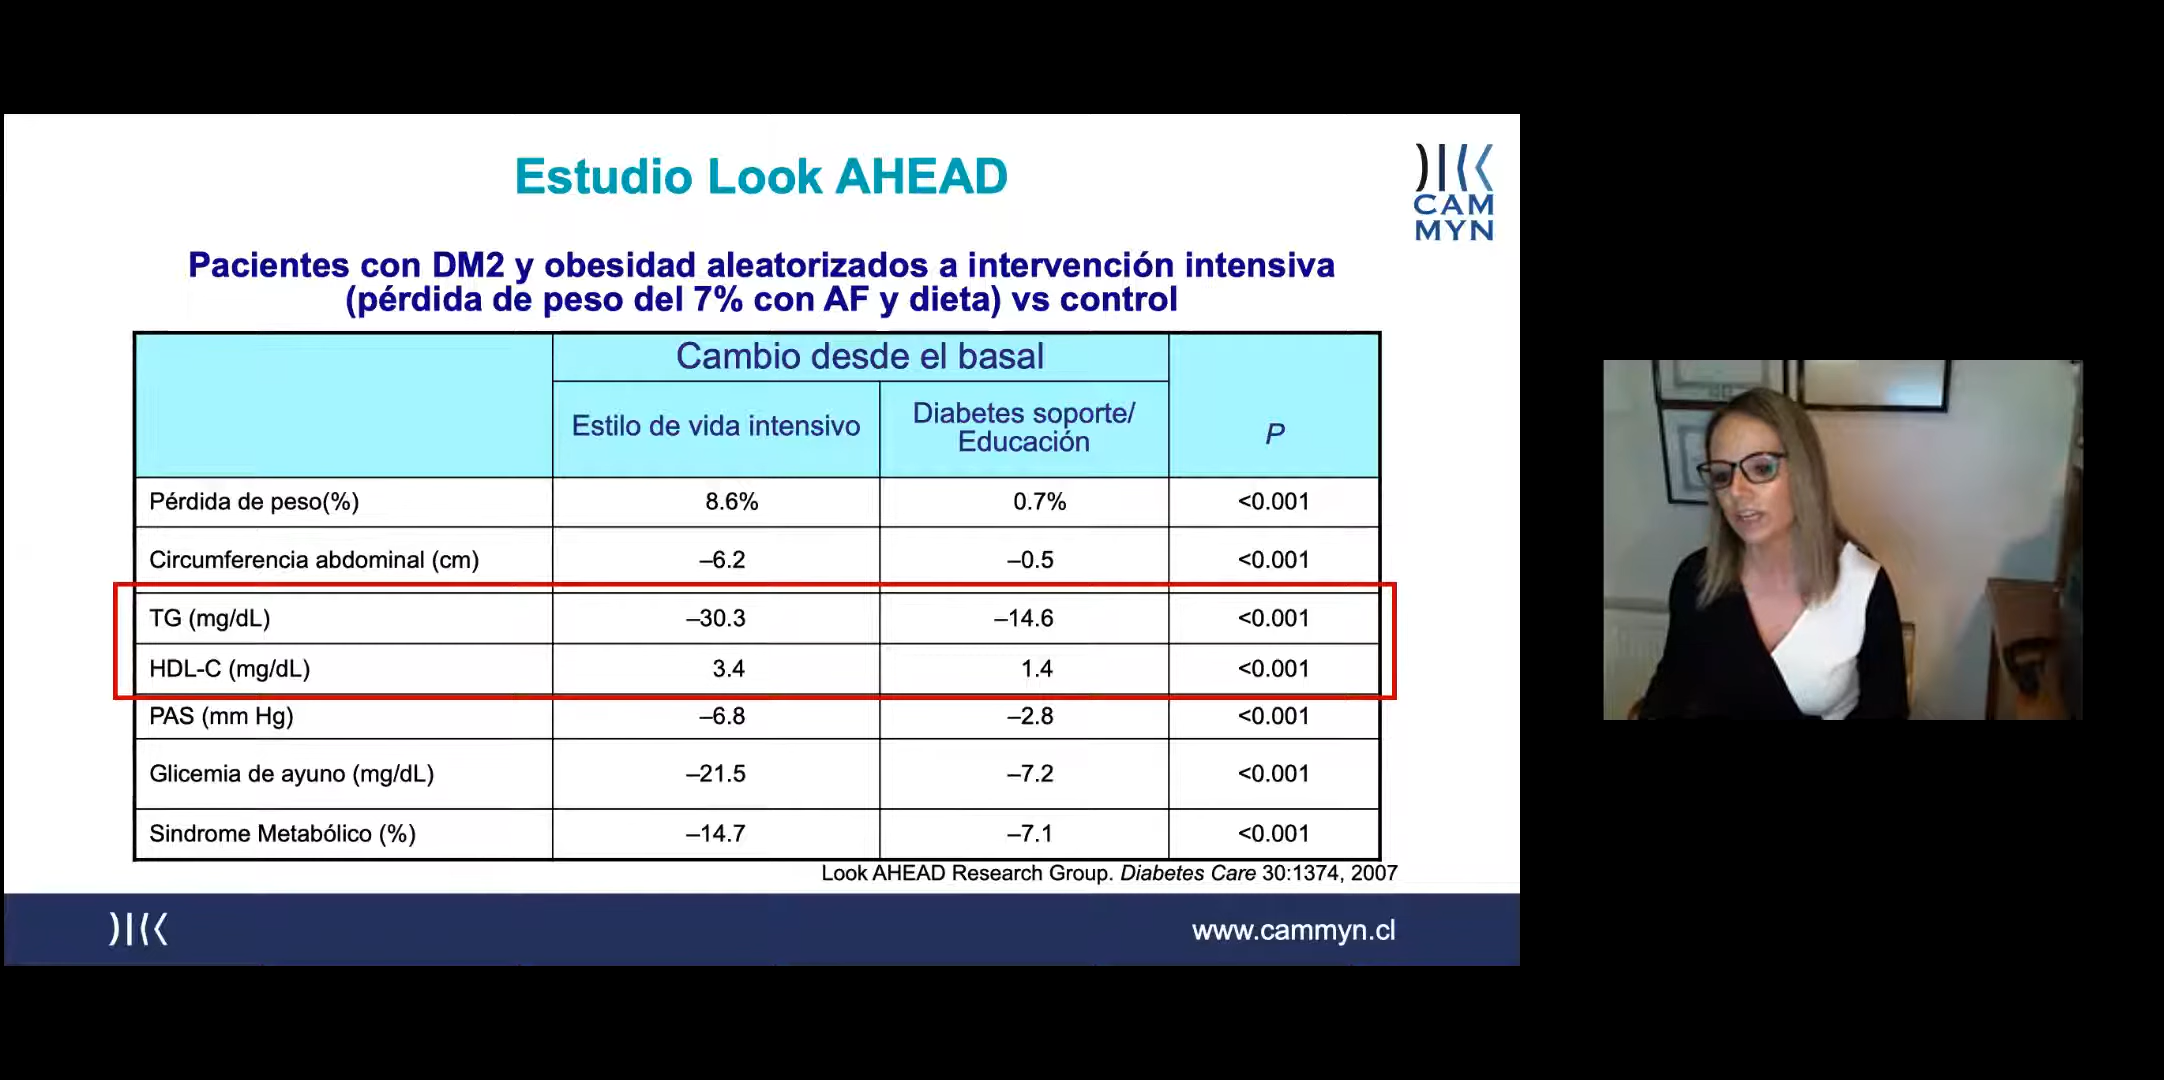 Estudio Look AHEAD
CAM
MYN
Pacientes con DM2 y obesidad aleatorizados a intervención intensiva
(pérdida de peso del 7% con AF y dieta) vs control
Cambio desde el basal
Estilo de vida intensivo
Diabetes soporte/
Educación
P
Pérdida de peso(%) 8.6% 0.7% <0.001
Circumferencia abdominal (cm) –6.2 –0.5 <0.001
TG (mg/dL) –30.3 –14.6 <0.001
HDL-C (mg/dL) 3.4 1.4 <0.001
PAS (mm Hg) –6.8 –2.8 <0.001
Glicemia de ayuno (mg/dL) –21.5 –7.2 <0.001
Sindrome Metabólico (%) –14.7 –7.1 <0.001
Look AHEAD Research Group. Diabetes Care 30:1374, 2007
www.cammyn.cl